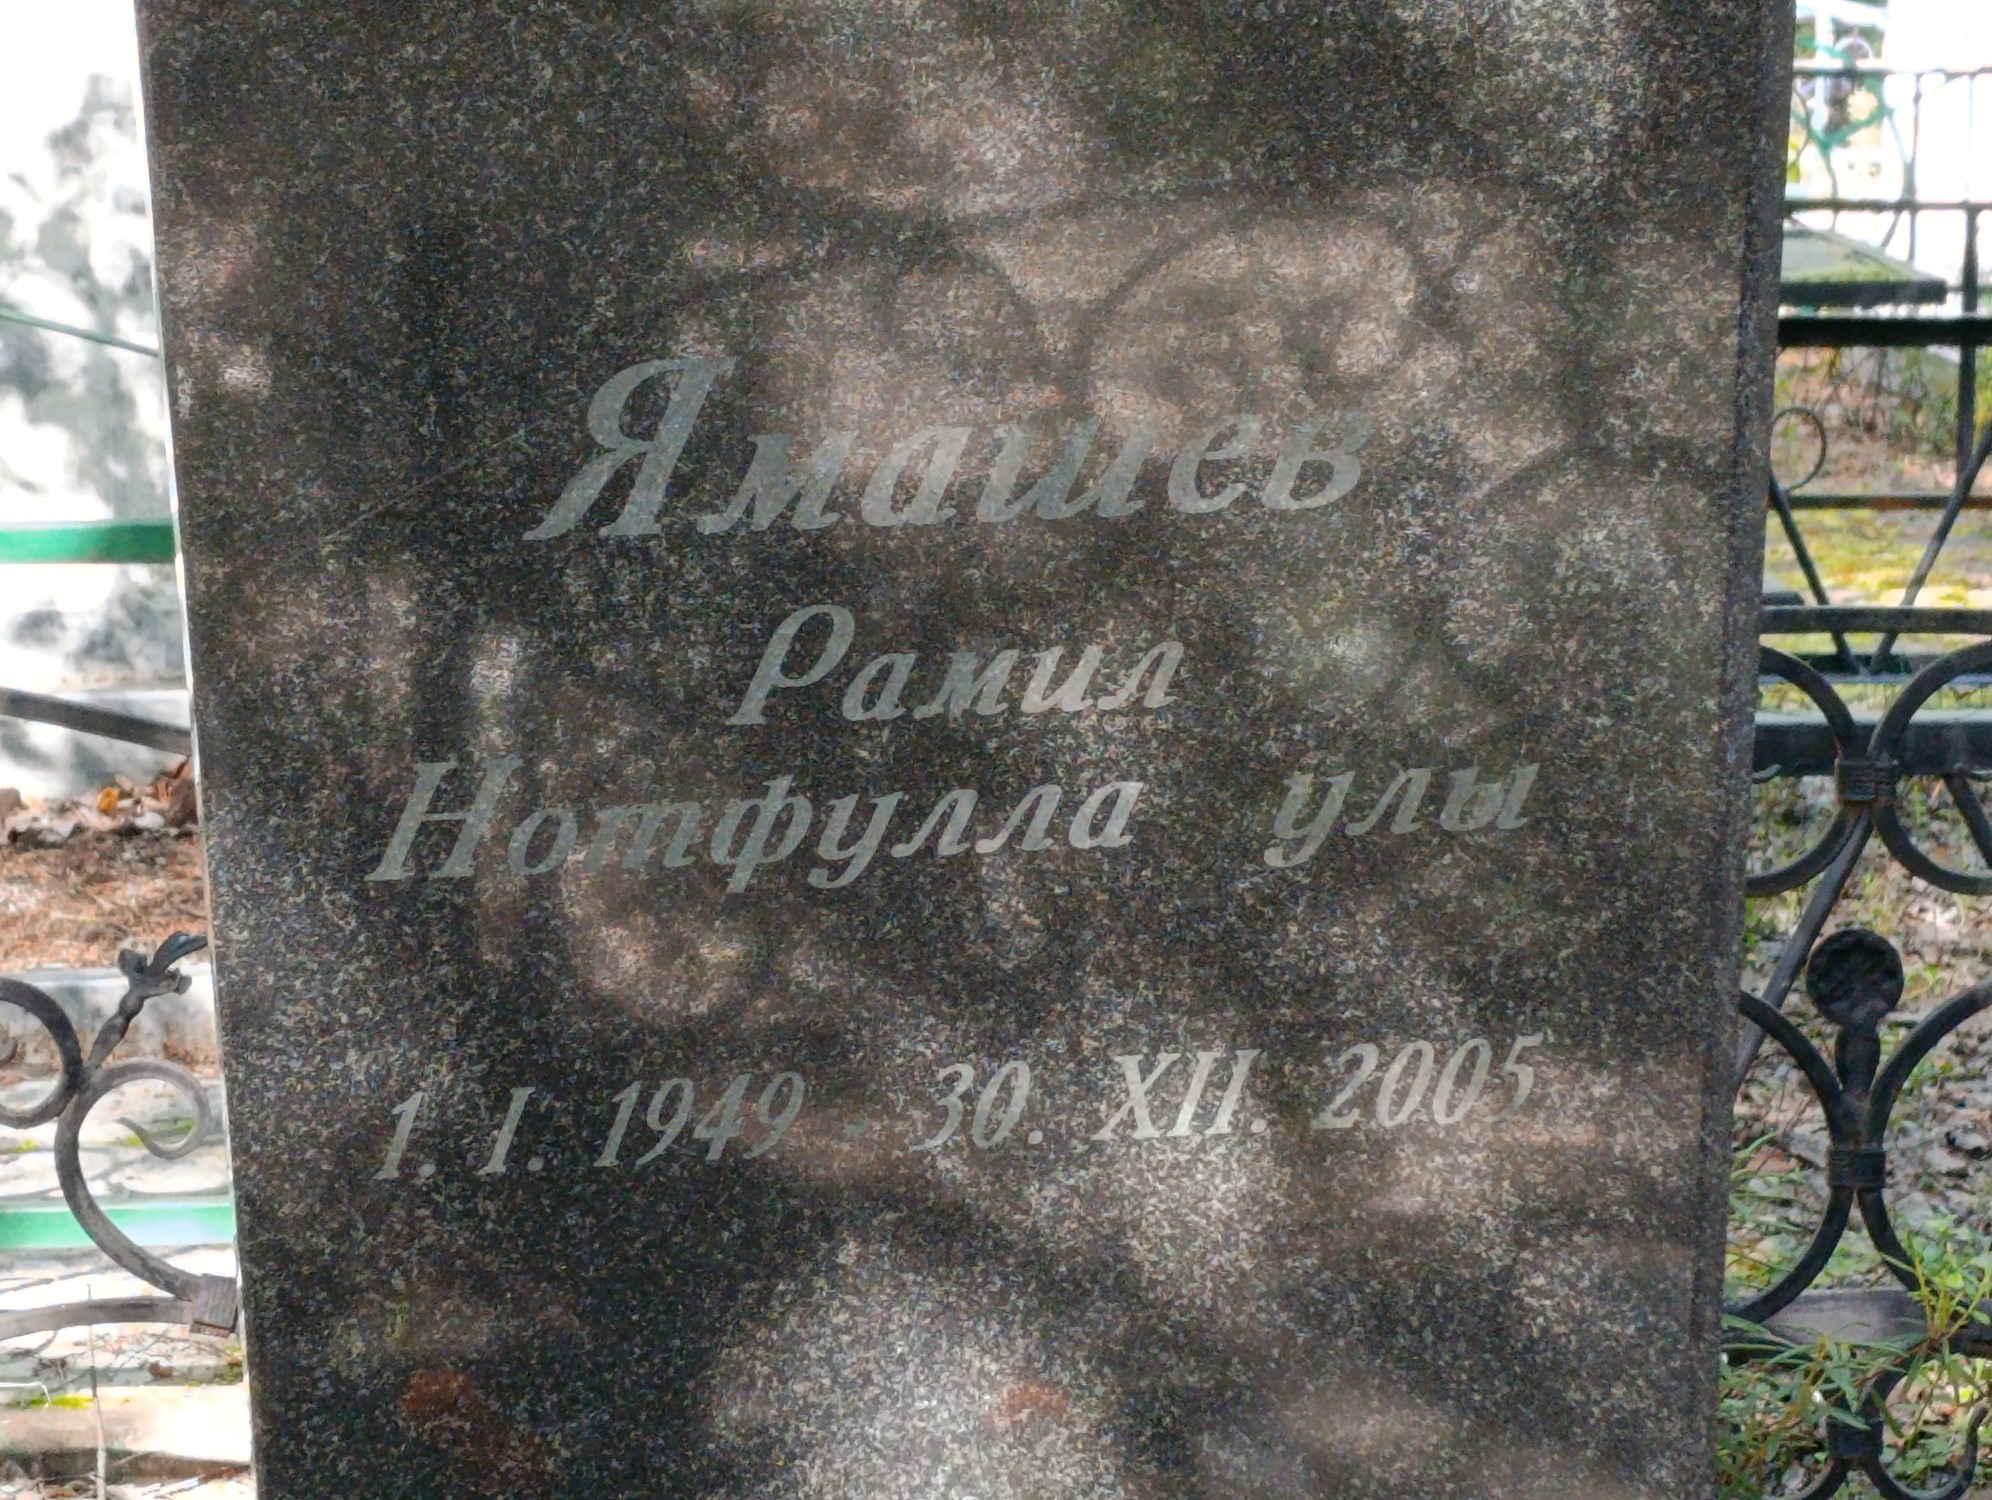 Ямашев
Рамил
Нотфулла улы
1. I. 1949 - 30. XII. 2005